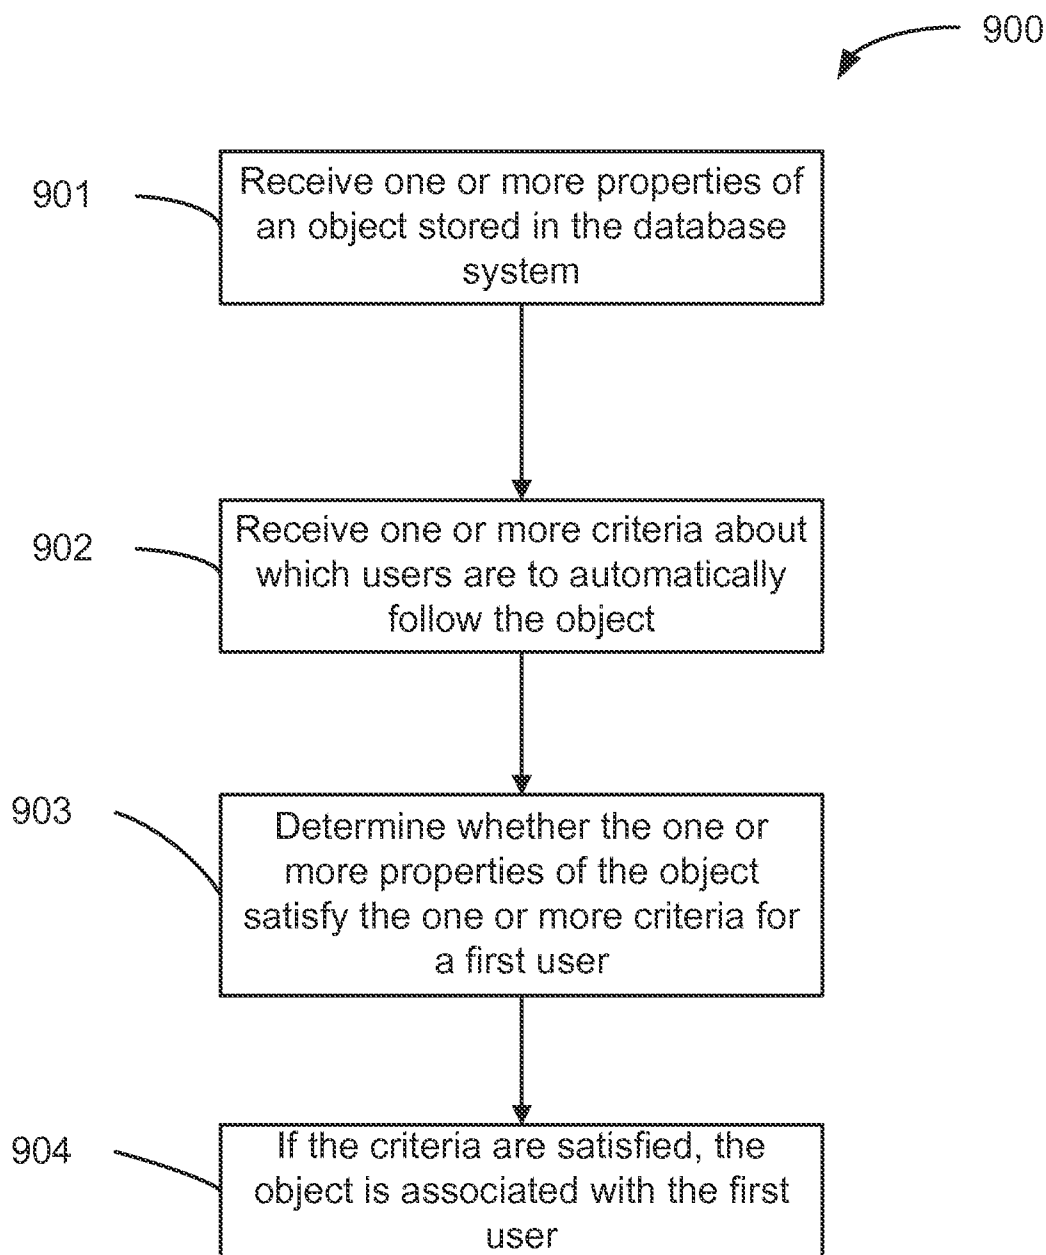 900
901
Receive one or more properties of
an object stored in the database
system
902
Receive one or more criteria about
which users are to automatically
follow the object
903
Determine whether the one or
more properties of the object
satisfy the one or more criteria for
a first user
904
If the criteria are satisfied, the
object is associated with the first
user